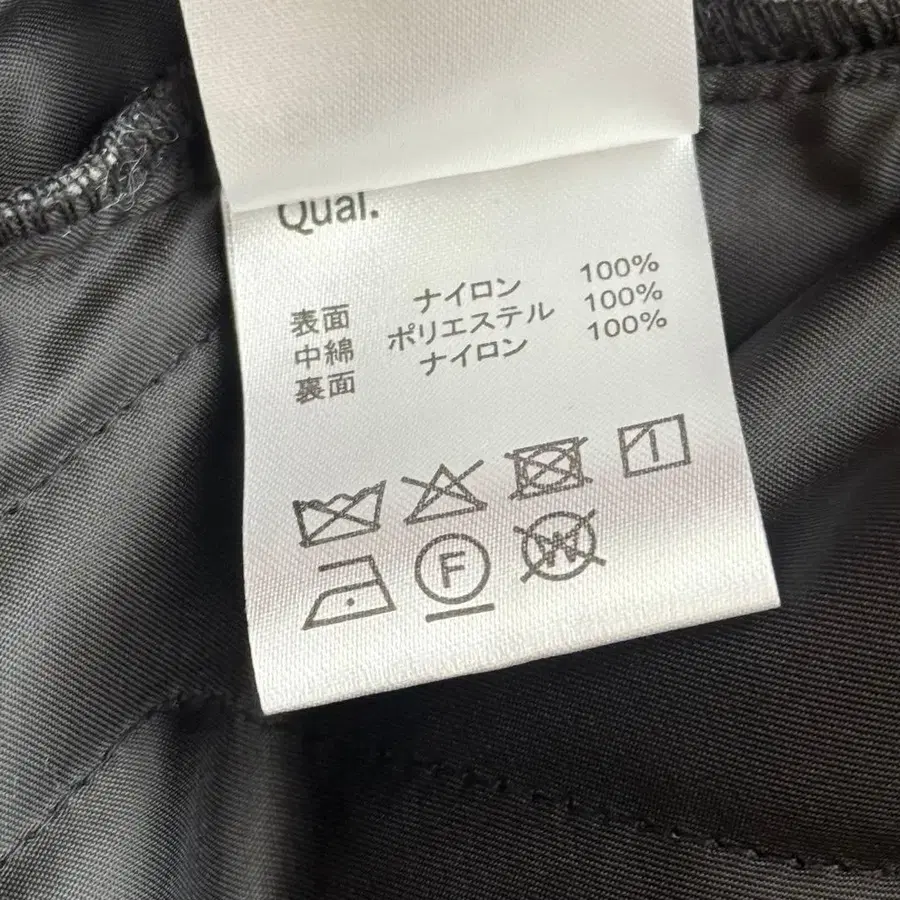 Qual.
表面 ナイロン 100%
中綿 ポリエステル 100%
裏面 ナイロン 100%
F
W